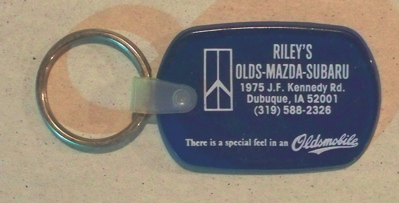 RILEY'S
OLDS-MAZDA-SUBARU
1975 J.F. Kennedy Rd.
Dubuque, IA 52001
(319) 588-2326
There is a special feel in an Oldsmobile